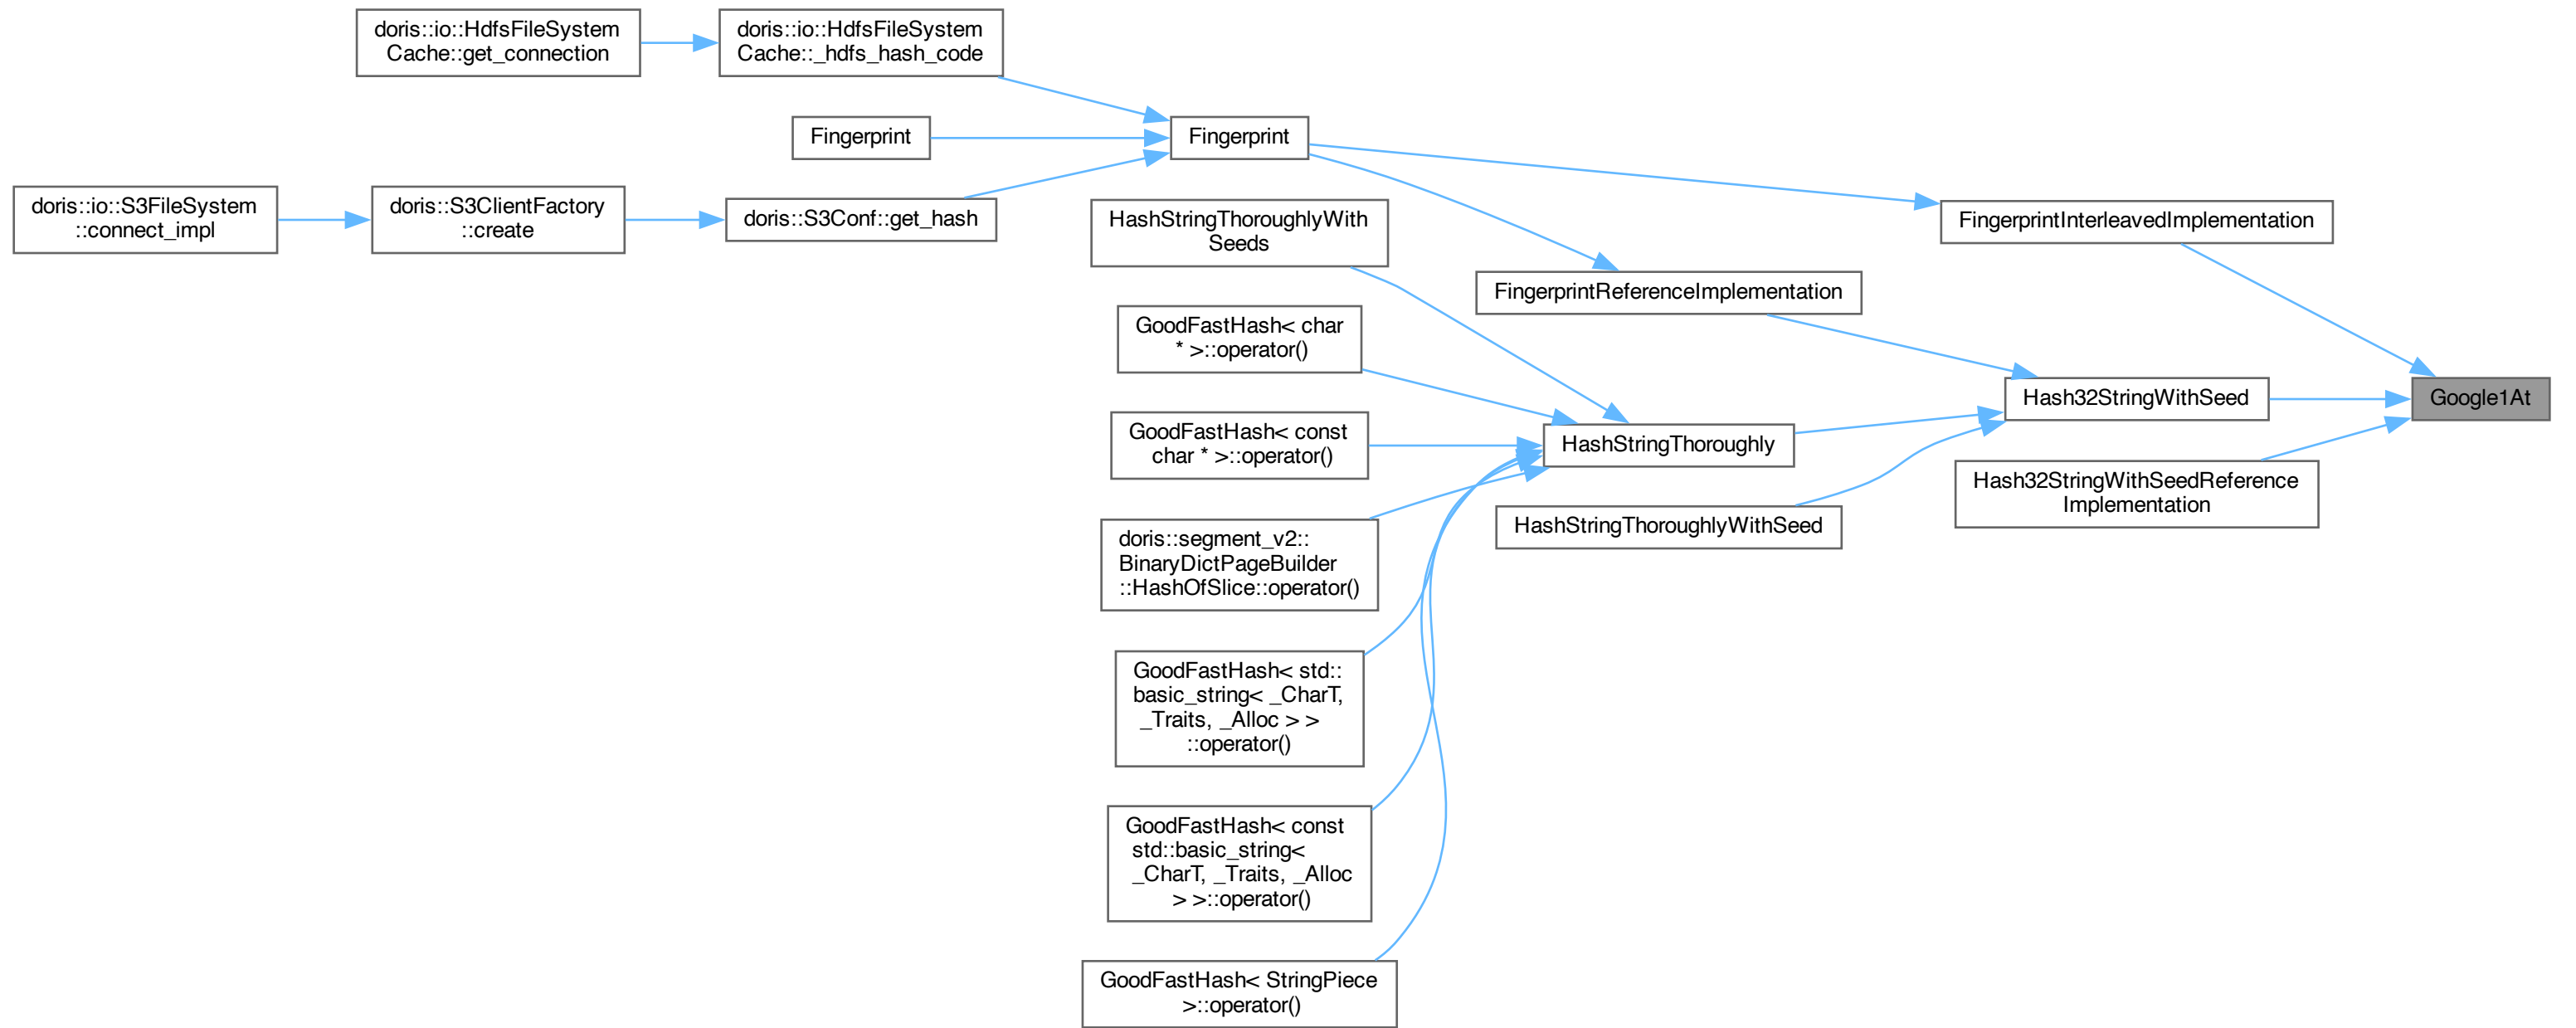 doris::io::HdfsFileSystem
Cache::get_connection
doris::io::HdfsFileSystem
Cache::_hdfs_hash_code
Fingerprint
Fingerprint
doris::io::S3FileSystem
::connect_impl
doris::S3ClientFactory
::create
doris::S3Conf::get_hash
HashStringThoroughlyWith
Seeds
FingerprintInterleavedImplementation
FingerprintReferenceImplementation
GoodFastHash< char
* >::operator()
Hash32StringWithSeed
Google1At
GoodFastHash< const
char * >::operator()
HashStringThoroughly
Hash32StringWithSeedReference
Implementation
HashStringThoroughlyWithSeed
doris::segment_v2::
BinaryDictPageBuilder
::HashOfSlice::operator()
GoodFastHash< std::
basic_string< _CharT,
_Traits, _Alloc > >
::operator()
GoodFastHash< const
std::basic_string<
_CharT, _Traits, _Alloc
> >::operator()
GoodFastHash< StringPiece
>::operator()